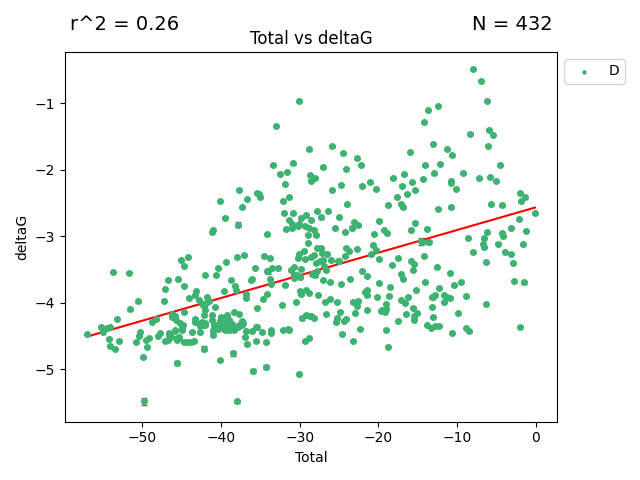 r^2 = 0.26
N = 432
Total vs deltaG
D
deltaG
−1
−2
−3
−4
−5
−50
−40
−30
−20
−10
0
Total